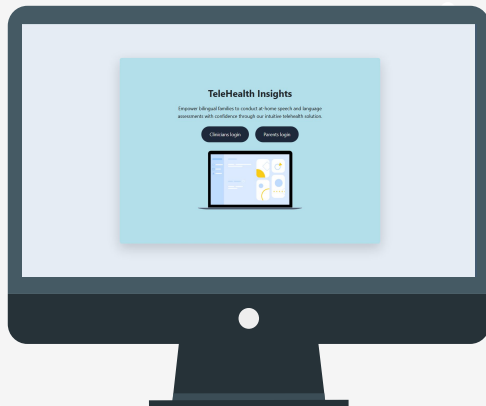 TeleHealth Insights
Empower bilingual families to conduct at-home speech and language
assessments with confidence through our intuitive telehealth solution.
Clinicians login Parents login